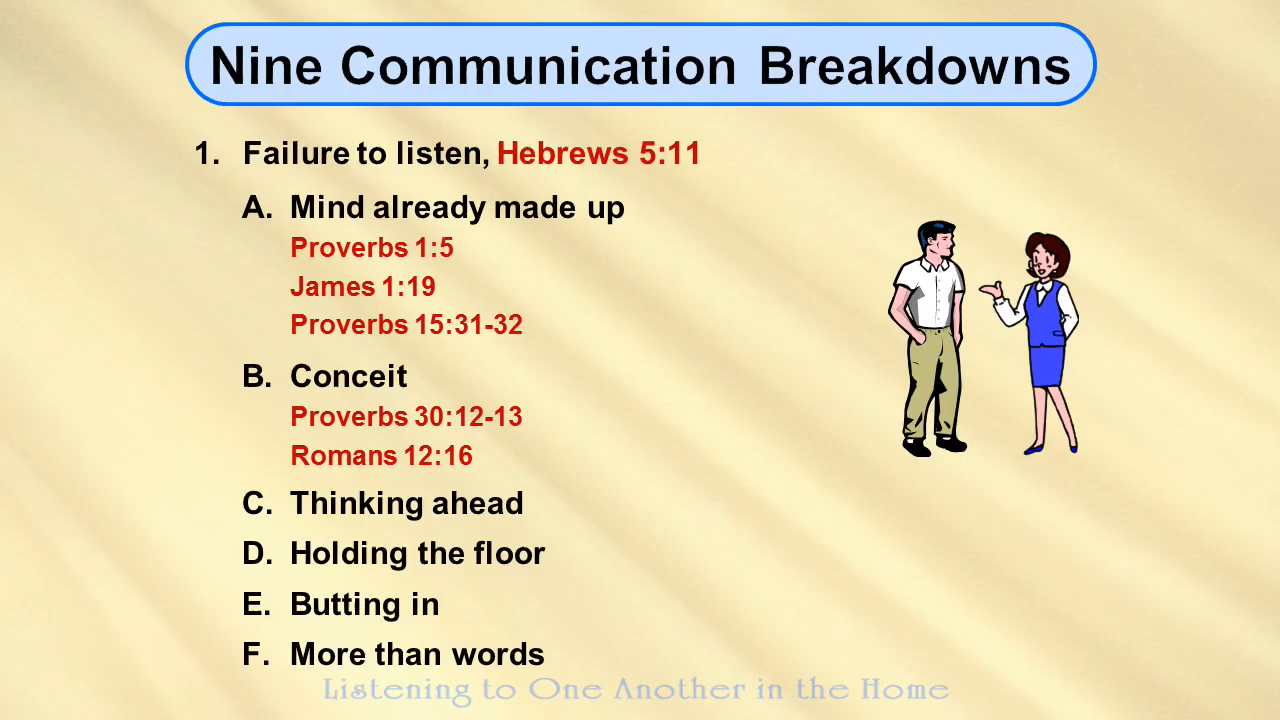 Nine Communication Breakdowns
1. Failure to listen, Hebrews 5:11
A. Mind already made up
Proverbs 1:5
James 1:19
Proverbs 15:31-32
B. Conceit
Proverbs 30:12-13
Romans 12:16
C. Thinking ahead
D. Holding the floor
E. Butting in
F. More than words
Listening to One Another in the Home